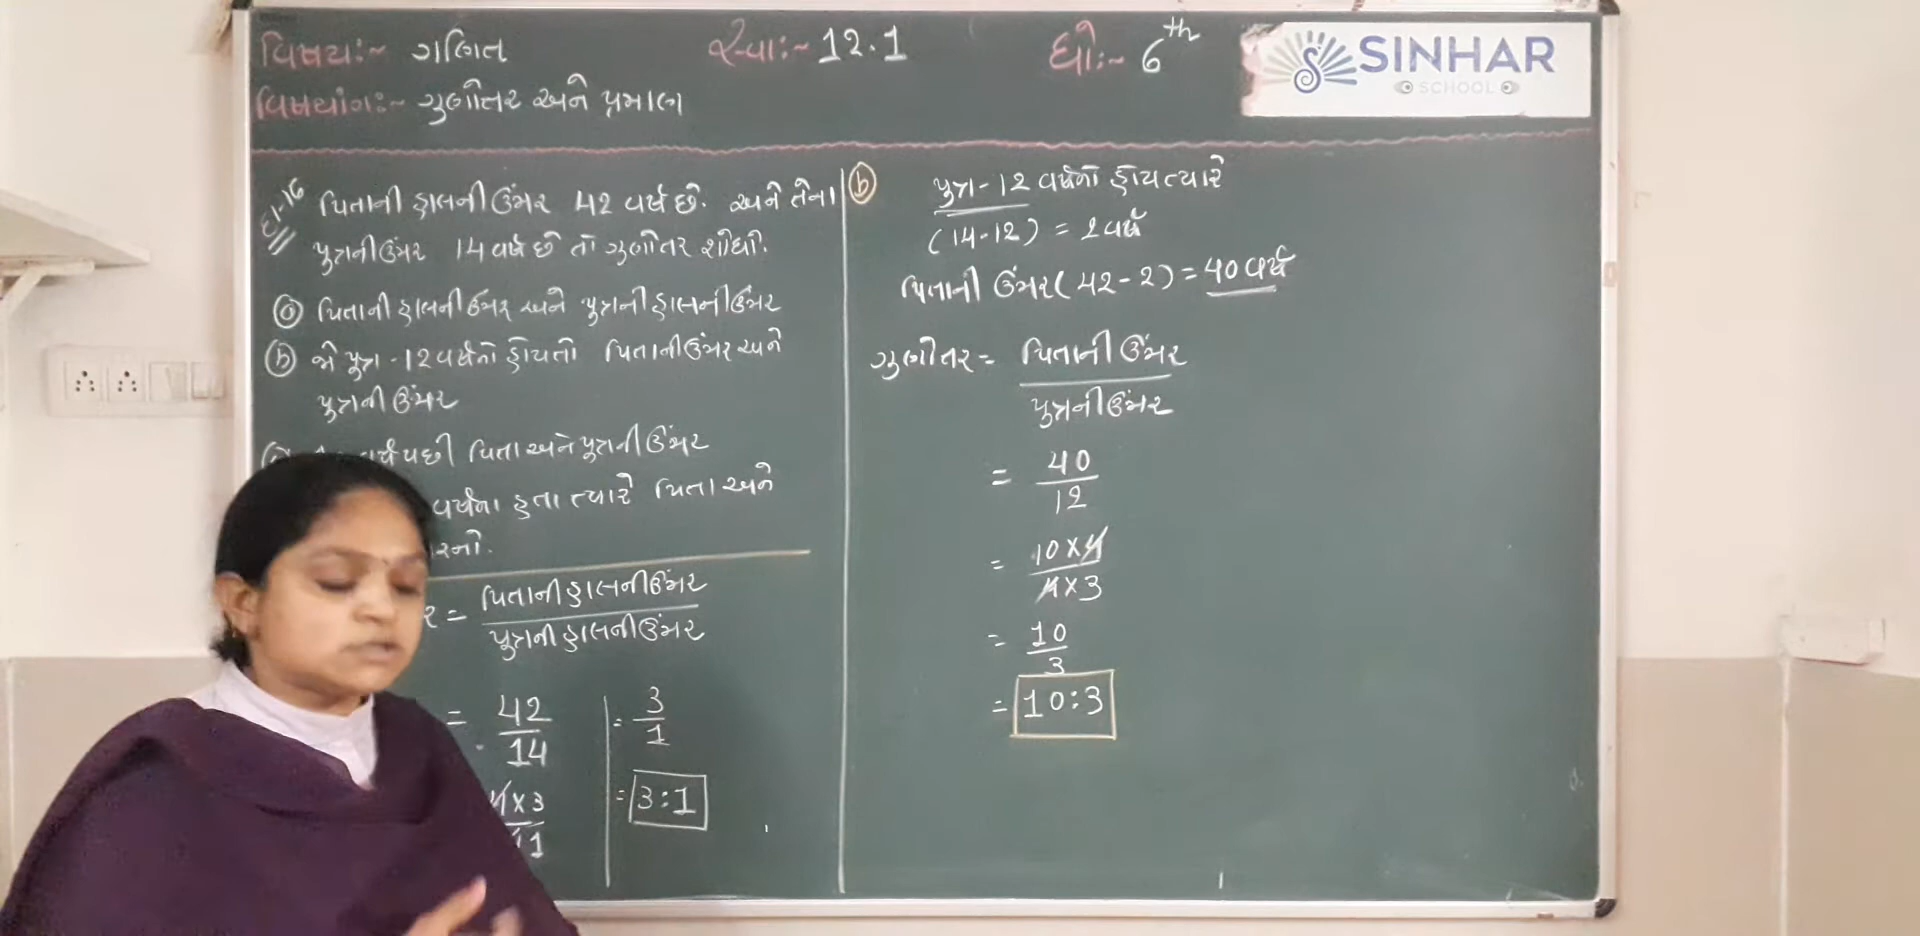 વિષય:~ ગણિત
સ્વા:~ 12.1
ધો:~ 6th
SINHAR
SCHOOL
વિષયાંગ:~ ગુણોત્તર અને પ્રમાણ
દા-16
પિતાની હાલની ઉંમર 42 વર્ષ છે. અને તેના
પુત્રની ઉંમર 14 વર્ષ છે તો ગુણોત્તર શોધો.
ⓐ પિતાની હાલની ઉંમર અને પુત્રની હાલની ઉંમર
ⓑ જો પુત્ર - 12 વર્ષનો હોય તો પિતાની ઉંમર અને
પુત્રની ઉંમર
વર્ષ પછી પિતા અને પુત્રની ઉંમર
વર્ષના હતા ત્યારે પિતા અને
ર = પિતાની હાલની ઉંમર
પુત્રની હાલની ઉંમર
= 42
14
x 3
1
= 3
1
= 3:1
ⓑ પુત્ર - 12 વર્ષનો હોય ત્યારે
(14-12) = 2 વર્ષ
પિતાની ઉંમર (42-2) = 40 વર્ષ
ગુણોત્તર = પિતાની ઉંમર
પુત્રની ઉંમર
= 40
12
= 10 x 4
4 x 3
= 10
3
= 10:3